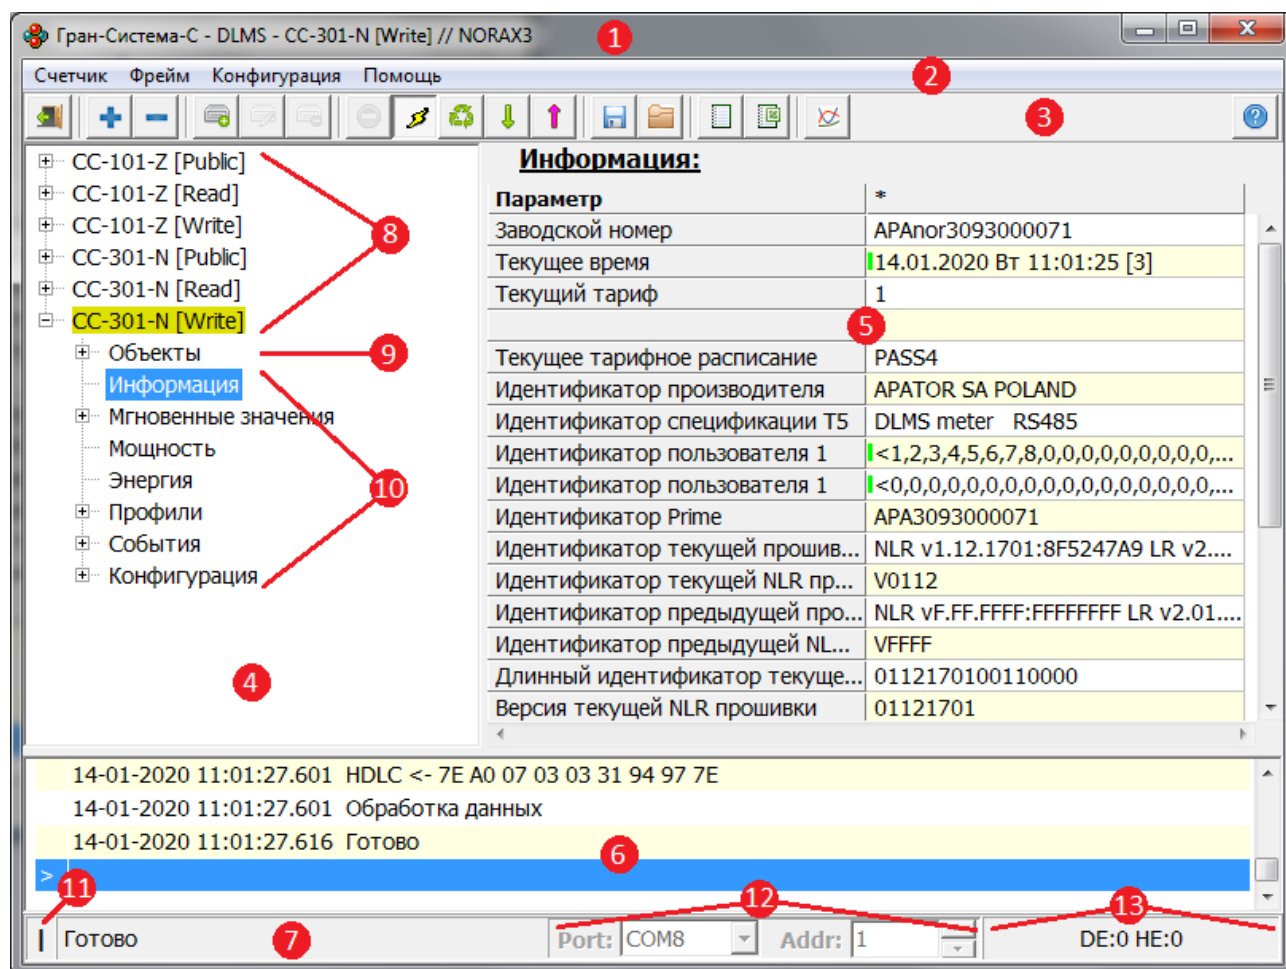 Гран-Система-С - DLMS - CC-301-N [Write] // NORAX3
1
Счетчик Фрейм Конфигурация Помощь
2
3
CC-101-Z [Public]
CC-101-Z [Read]
CC-101-Z [Write]
CC-301-N [Public]
CC-301-N [Read]
CC-301-N [Write]
Объекты
Информация
Мгновенные значения
Мощность
Энергия
Профили
События
Конфигурация
8
9
10
4
Информация:
Параметр *
Заводской номер APAnor3093000071
Текущее время 14.01.2020 Вт 11:01:25 [3]
Текущий тариф 1
5
Текущее тарифное расписание PASS4
Идентификатор производителя APATOR SA POLAND
Идентификатор спецификации T5 DLMS meter RS485
Идентификатор пользователя 1 <1,2,3,4,5,6,7,8,0,0,0,0,0,0,0,0,0,...
Идентификатор пользователя 1 <0,0,0,0,0,0,0,0,0,0,0,0,0,0,0,0,0,...
Идентификатор Prime APA3093000071
Идентификатор текущей прошив... NLR v1.12.1701:8F5247A9 LR v2....
Идентификатор текущей NLR пр... V0112
Идентификатор предыдущей про... NLR vF.FF.FFFF:FFFFFFFF LR v2.01....
Идентификатор предыдущей NL... VFFFF
Длинный идентификатор текуще... 0112170100110000
Версия текущей NLR прошивки 01121701
14-01-2020 11:01:27.601 HDLC <- 7E A0 07 03 03 31 94 97 7E
14-01-2020 11:01:27.601 Обработка данных
14-01-2020 11:01:27.616 Готово
6
>
11
12
13
Готово
7
Port: COM8 Addr: 1
DE:0 HE:0